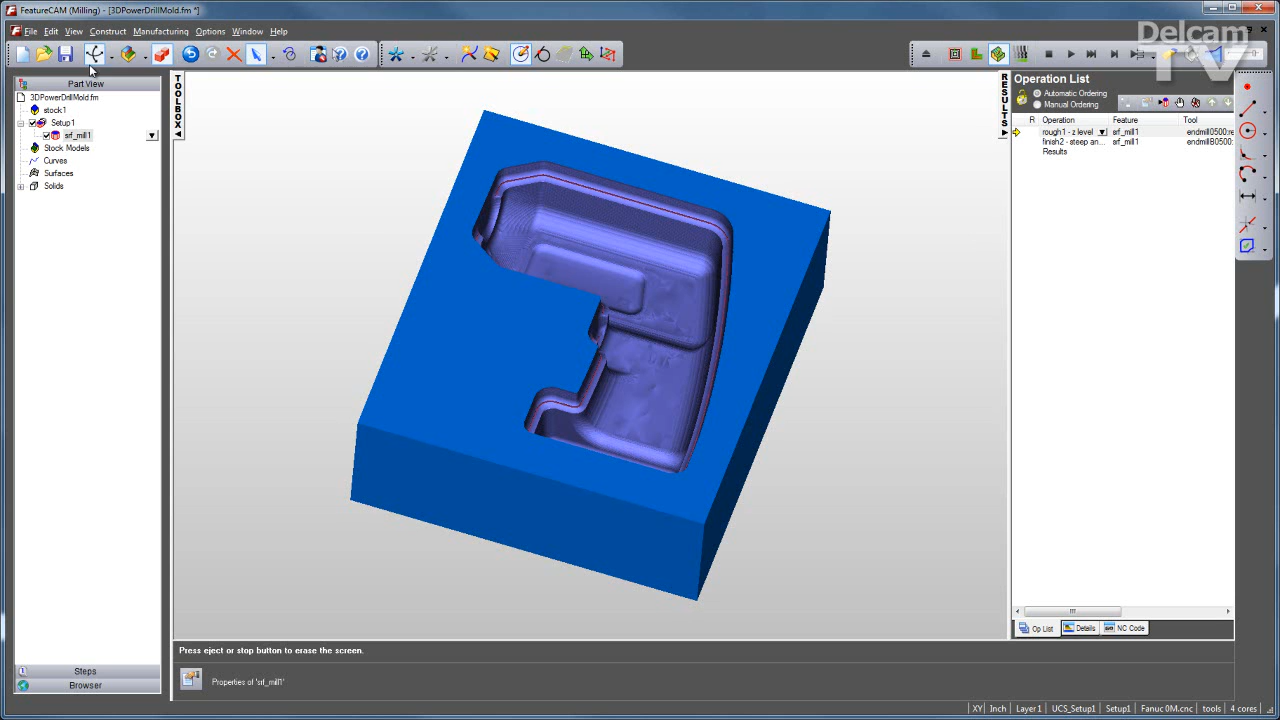 FeatureCAM (Milling) - [3DPowerDrillMold.fm *]
File Edit View Construct Manufacturing Options Window Help
Delcam
TV
Part View
3DPowerDrillMold.fm
stock1
Setup1
srf_mill1
Stock Models
Curves
Surfaces
Solids
Steps
Browser
TOOLBOX
RESULTS
Operation List
Automatic Ordering
Manual Ordering
R Operation Feature Tool
rough1 - z level srf_mill1 endmill0500:re
finish2 - steep an... srf_mill1 endmillB0500:
Results
Op List Details NC Code
Press eject or stop button to erase the screen.
Properties of 'srf_mill1'
XY Inch Layer1 UCS_Setup1 Setup1 Fanuc 0M.cnc tools 4 cores